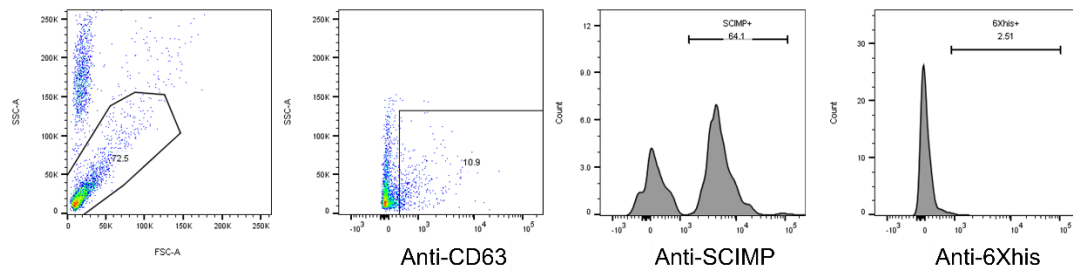 250K
200K
150K
100K
50K
0
0
50K
100K
150K
200K
250K
SSC-A
FSC-A
72.5
250K
200K
150K
100K
50K
0
-10³
0
10³
10⁴
10⁵
SSC-A
10.9
Anti-CD63
12
9.0
6.0
3.0
0
-10³
0
10³
10⁴
10⁵
Count
SCIMP+
64.1
Anti-SCIMP
30
20
10
0
-10³
0
10³
10⁴
10⁵
Count
6Xhis+
2.51
Anti-6Xhis